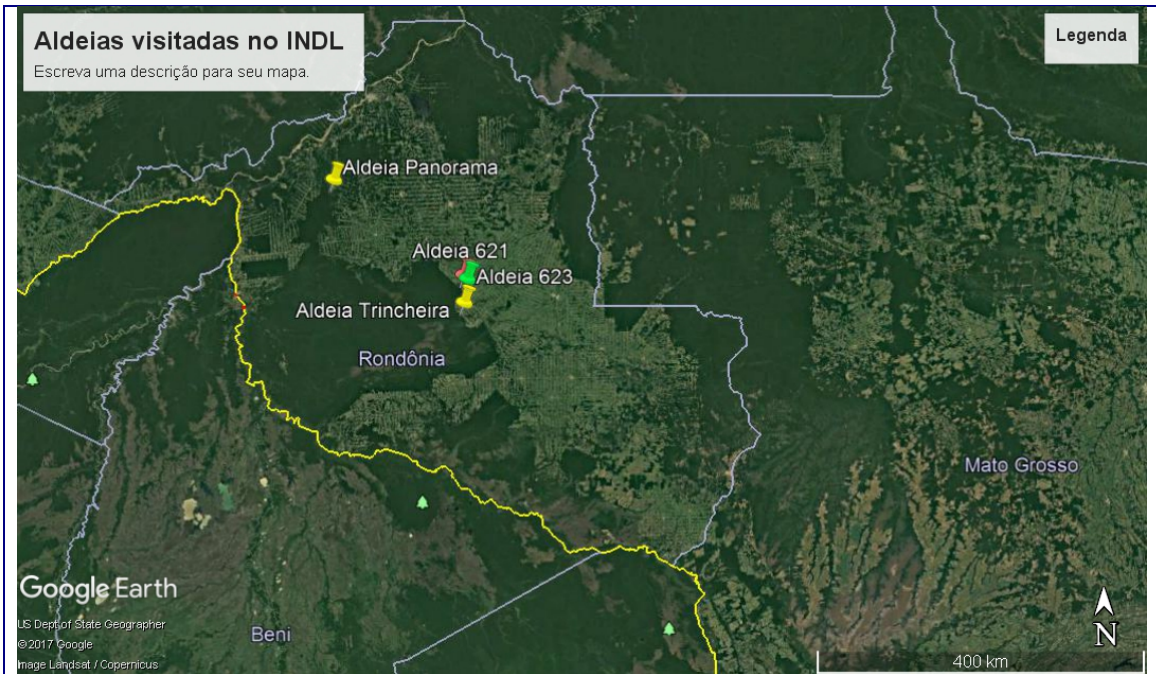 Aldeias visitadas no INDL
Escreva uma descrição para seu mapa.
Legenda
Aldeia Panorama
Aldeia 621
Aldeia 623
Aldeia Trincheira
Rondônia
Mato Grosso
Google Earth
US Dept of State Geographer
©2017 Google
Image Landsat / Copernicus
Beni
N
400 km